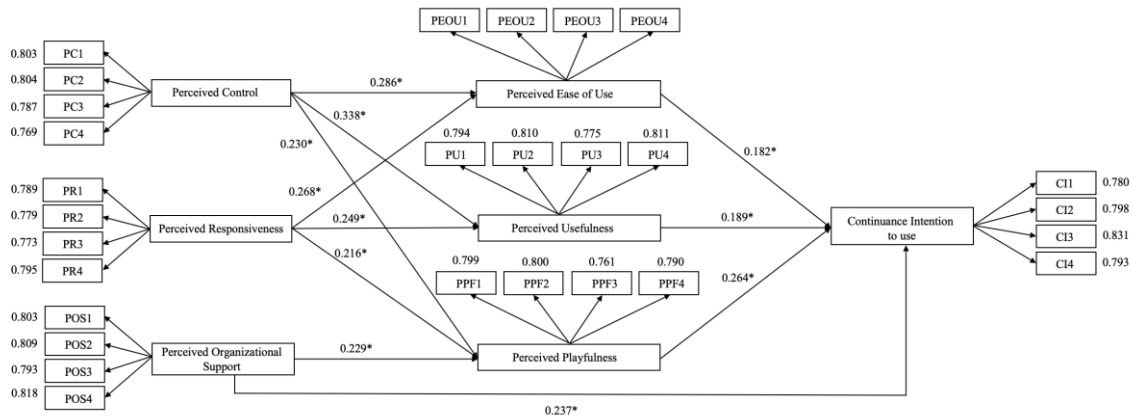 PEOU1 PEOU2 PEOU3 PEOU4
0.803 PC1
0.804 PC2
0.787 PC3
0.769 PC4
Perceived Control
0.286*
Perceived Ease of Use
0.338*
0.230*
0.794 0.810 0.775 0.811
PU1 PU2 PU3 PU4
0.182*
0.789 PR1
0.779 PR2
0.773 PR3
0.795 PR4
0.268*
Perceived Responsiveness
0.249*
Perceived Usefulness
0.189*
Continuance Intention
to use
CI1 0.780
CI2 0.798
CI3 0.831
CI4 0.793
0.216*
0.799 0.800 0.761 0.790
PPF1 PPF2 PPF3 PPF4
0.264*
0.803 POS1
0.809 POS2
0.793 POS3
0.818 POS4
Perceived Organizational
Support
0.229*
Perceived Playfulness
0.237*